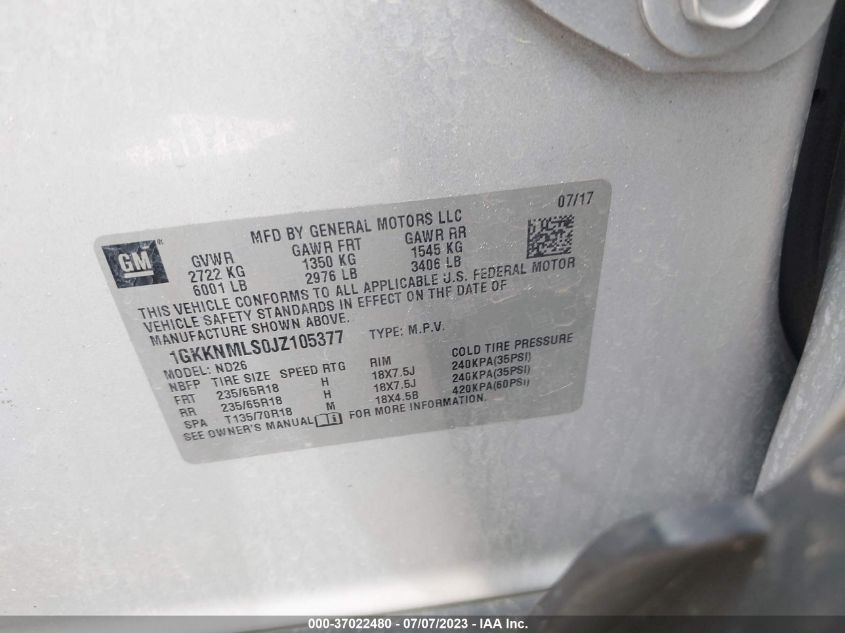 07/17
MFD BY GENERAL MOTORS LLC
GM ®
GVWR GAWR FRT GAWR RR
2722 KG 1350 KG 1545 KG
6001 LB 2976 LB 3406 LB
THIS VEHICLE CONFORMS TO ALL APPLICABLE U.S. FEDERAL MOTOR
VEHICLE SAFETY STANDARDS IN EFFECT ON THE DATE OF
MANUFACTURE SHOWN ABOVE.
1GKKNMLS0JZ105377 TYPE: M.P.V.
MODEL: ND26
NBFP TIRE SIZE SPEED RTG RIM COLD TIRE PRESSURE
FRT 235/65R18 H 18X7.5J 240KPA(35PSI)
RR 235/65R18 H 18X7.5J 240KPA(35PSI)
SPA T135/70R18 M 18X4.5B 420KPA(60PSI)
SEE OWNER'S MANUAL FOR MORE INFORMATION.
000-37022480 - 07/07/2023 - IAA Inc.